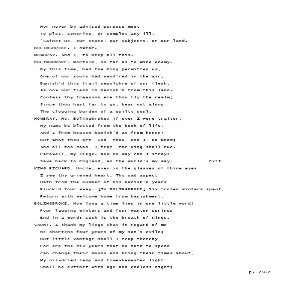 Nor never by advised purpose meet
To plot, contrive, or complot any ill,
'Gainst us, our state, our subjects, or our land.
BOLINGBROKE. I swear.
MOWBRAY. And I, to keep all this.
BOLINGBROKE. Norfolk, so far as to mine enemy.
By this time, had the King permitted us,
One of our souls had wand'red in the air,
Banish'd this frail sepulchre of our flesh,
As now our flesh is banish'd from this land-
Confess thy treasons ere thou fly the realm;
Since thou hast far to go, bear not along
The clogging burden of a guilty soul.
MOWBRAY. No, Bolingbroke; if ever I were traitor,
My name be blotted from the book of life,
And I from heaven banish'd as from hence!
But what thou art, God, thou, and I, do know;
And all too soon, I fear, the King shall rue.
Farewell, my liege. Now no way can I stray:
Save back to England, all the world's my way. Exit
KING RICHARD. Uncle, even in the glasses of thine eyes
I see thy grieved heart. Thy sad aspect
Hath from the number of his banish'd years
Pluck'd four away. [To BOLINGBROKE] Six frozen winters spent,
Return with welcome home from banishment.
BOLINGBROKE. How long a time lies in one little word!
Four lagging winters and four wanton springs
End in a word: such is the breath of Kings.
GAUNT. I thank my liege that in regard of me
He shortens four years of my son's exile;
But little vantage shall I reap thereby,
For ere the six years that he hath to spend
Can change their moons and bring their times about,
My oil-dried lamp and time-bewasted light
Shall be extinct with age and endless night;